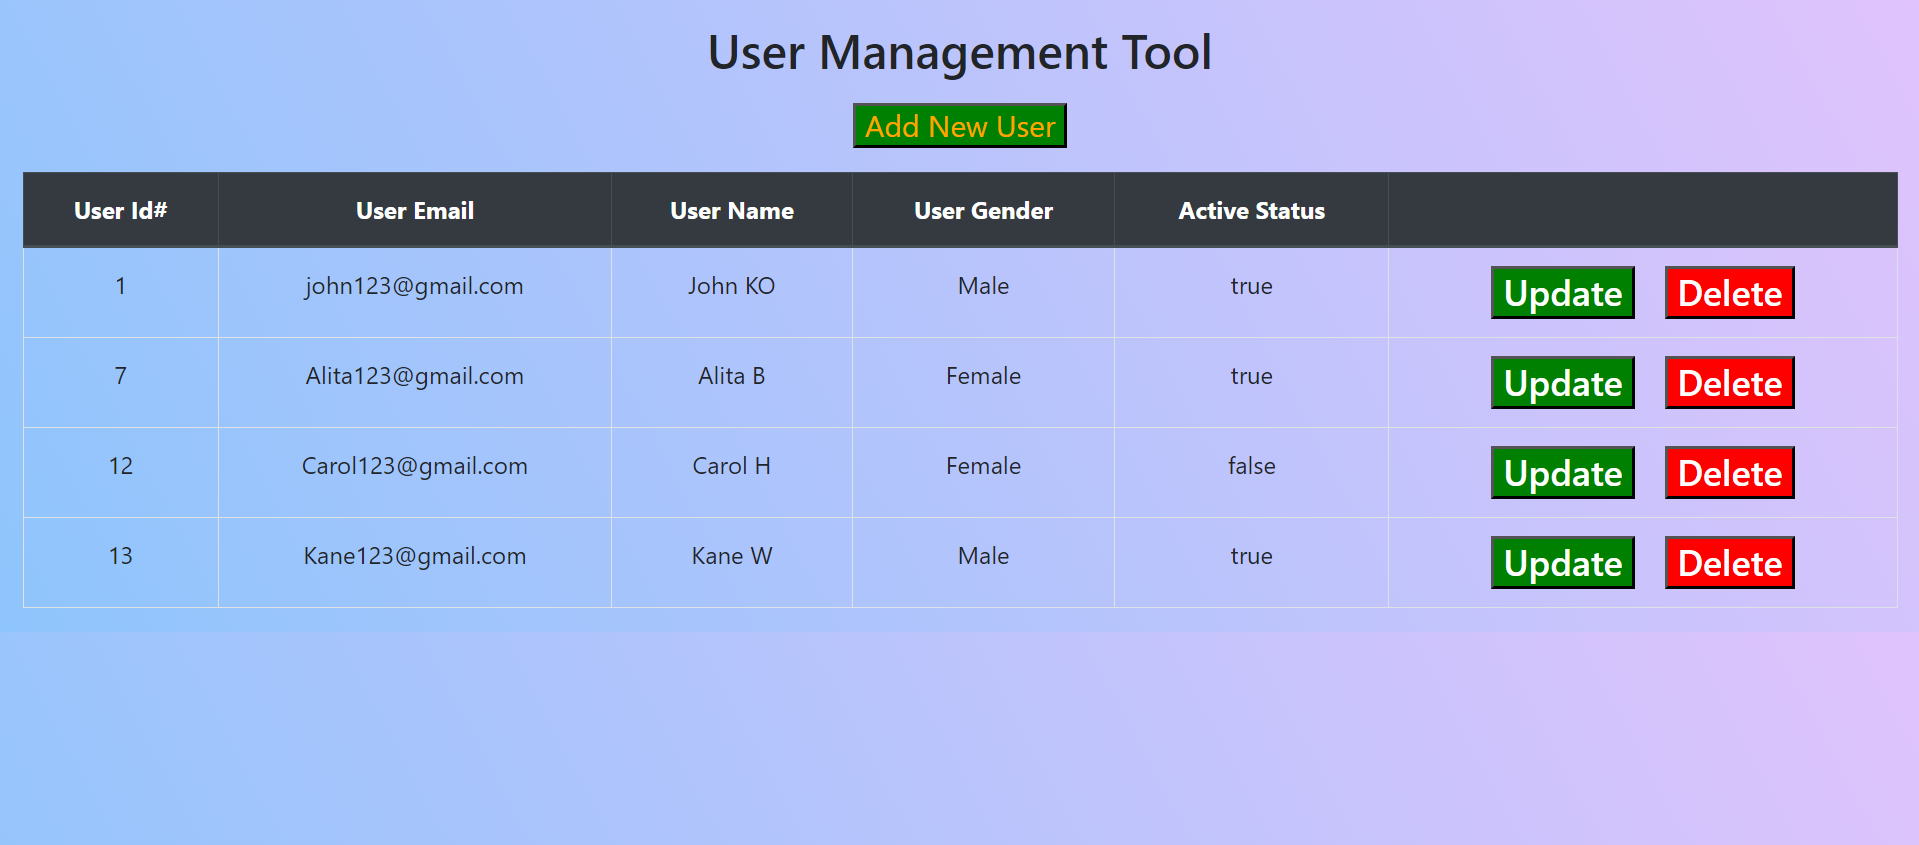 User Management Tool
Add New User
User Id# User Email User Name User Gender Active Status
1 john123@gmail.com John KO Male true Update Delete
7 Alita123@gmail.com Alita B Female true Update Delete
12 Carol123@gmail.com Carol H Female false Update Delete
13 Kane123@gmail.com Kane W Male true Update Delete